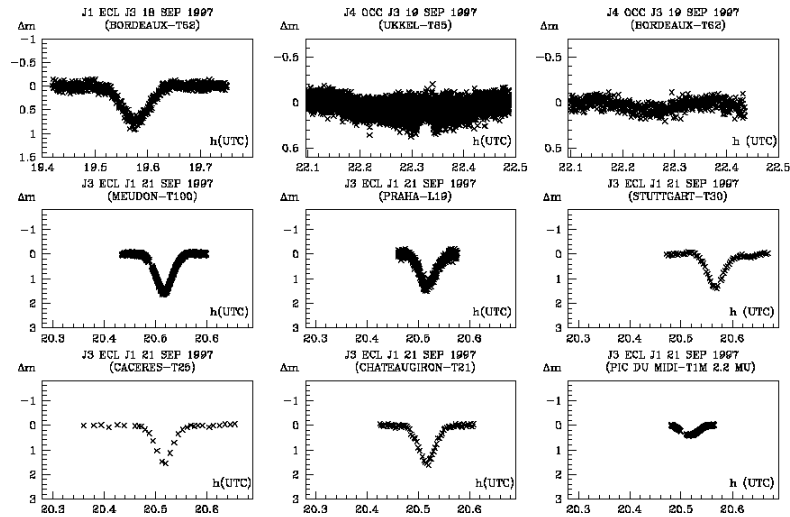 J1 ECL J3 18 SEP 1997
(BORDEAUX-T62)
Δm
-1
-0.5
0
0.5
1
1.5
h(UTC)
19.4 19.5 19.6 19.7
J4 OCC J3 19 SEP 1997
(UKKEL-T85)
Δm
-0.5
0
0.5
h(UTC)
22.1 22.2 22.3 22.4 22.5
J4 OCC J3 19 SEP 1997
(BORDEAUX-T62)
Δm
-0.5
0
0.5
h (UTC)
22.1 22.2 22.3 22.4 22.5
J3 ECL J1 21 SEP 1997
(MEUDON-T100)
Δm
-1
0
1
2
3
h(UTC)
20.3 20.4 20.5 20.6
J3 ECL J1 21 SEP 1997
(PRAHA-L19)
Δm
-1
0
1
2
3
h(UTC)
20.3 20.4 20.5 20.6
J3 ECL J1 21 SEP 1997
(STUTTGART-T30)
Δm
-1
0
1
2
3
h (UTC)
20.3 20.4 20.5 20.6
J3 ECL J1 21 SEP 1997
(CACERES-T25)
Δm
-1
0
1
2
3
h(UTC)
20.3 20.4 20.5 20.6
J3 ECL J1 21 SEP 1997
(CHATEAUGIRON-T21)
Δm
-1
0
1
2
3
h(UTC)
20.3 20.4 20.5 20.6
J3 ECL J1 21 SEP 1997
(PIC DU MIDI-T1M 2.2 MU)
Δm
-1
0
1
2
3
h (UTC)
20.3 20.4 20.5 20.6